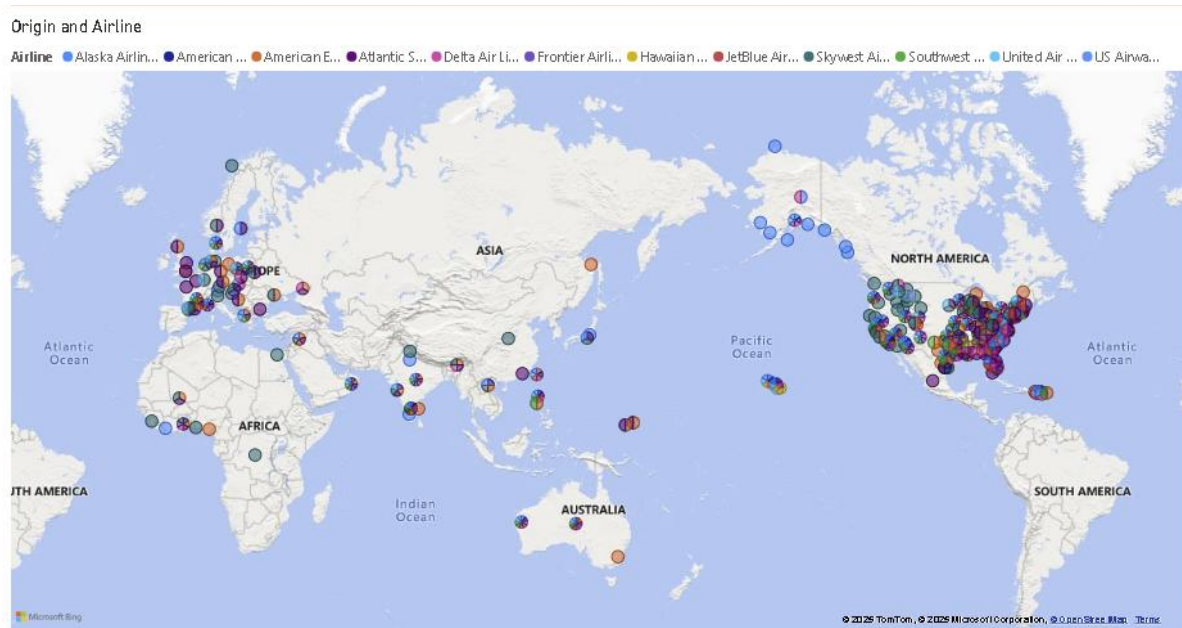 Origin and Airline
Airline Alaska Airlin... American ... American E... Atlantic S... Delta Air Li... Frontier Airli... Hawaiian ... JetBlue Air... Skywest Ai... Southwest ... United Air ... US Airwa...
ASIA
NORTH AMERICA
Pacific
Ocean
Atlantic
Ocean
Atlantic
Ocean
AFRICA
UTH AMERICA
SOUTH AMERICA
Indian
Ocean
AUSTRALIA
Microsoft Bing
© 2025 TomTom, © 2025 Microsoft Corporation, © OpenStreetMap Terms